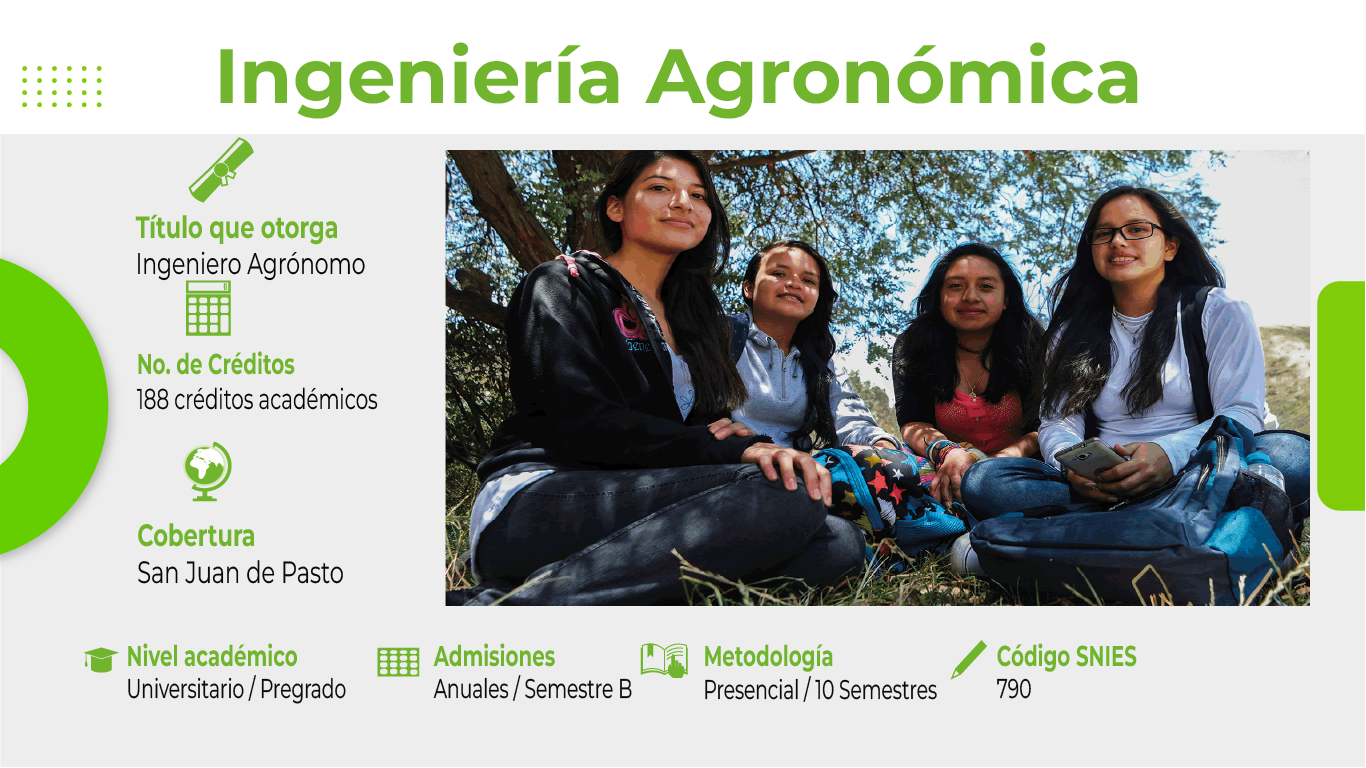 Ingeniería Agronómica
Título que otorga
Ingeniero Agrónomo
No. de Créditos
188 créditos académicos
Cobertura
San Juan de Pasto
Nivel académico
Universitario / Pregrado
Admisiones
Anuales / Semestre B
Metodología
Presencial / 10 Semestres
Código SNIES
790